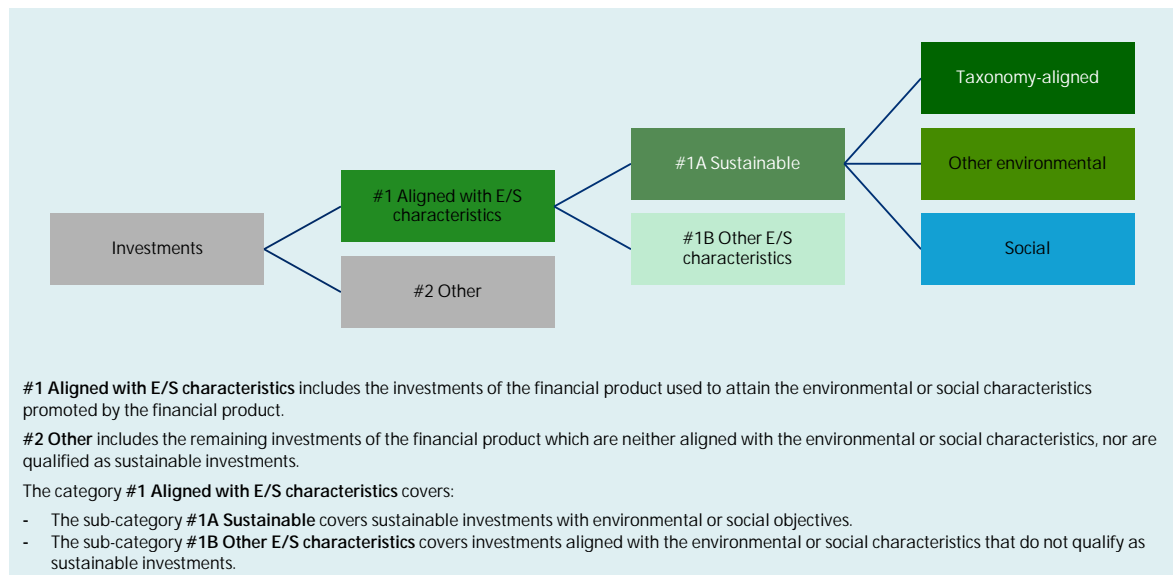 Taxonomy-aligned
#1A Sustainable
Other environmental
#1 Aligned with E/S
characteristics
Investments
#1B Other E/S
characteristics
Social
#2 Other
#1 Aligned with E/S characteristics includes the investments of the financial product used to attain the environmental or social characteristics
promoted by the financial product.
#2 Other includes the remaining investments of the financial product which are neither aligned with the environmental or social characteristics, nor are
qualified as sustainable investments.
The category #1 Aligned with E/S characteristics covers:
- The sub-category #1A Sustainable covers sustainable investments with environmental or social objectives.
- The sub-category #1B Other E/S characteristics covers investments aligned with the environmental or social characteristics that do not qualify as
sustainable investments.